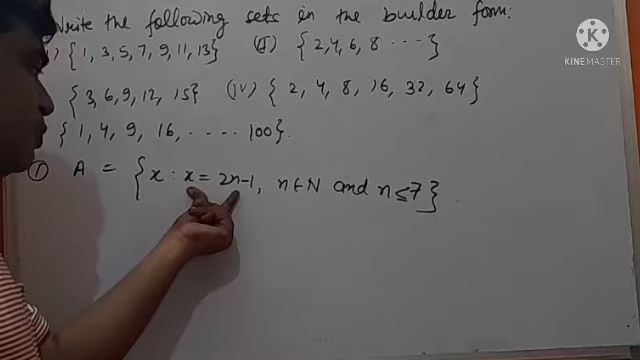 Write the following sets in the builder form:
i) {1, 3, 5, 7, 9, 11, 13} (ii) {2, 4, 6, 8 ---}
{3, 6, 9, 12, 15} (iv) {2, 4, 8, 16, 32, 64}
{1, 4, 9, 16, ..... 100}.
① A = {x : x = 2n-1, n∈N and n≤7}.
KINEMASTER